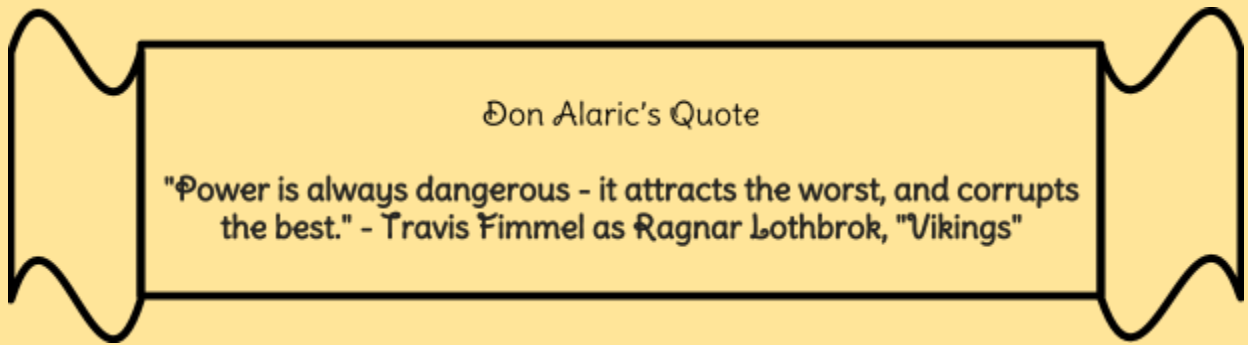 Don Alaric’s Quote
"Power is always dangerous - it attracts the worst, and corrupts
the best." - Travis Fimmel as Ragnar Lothbrok, "Vikings"